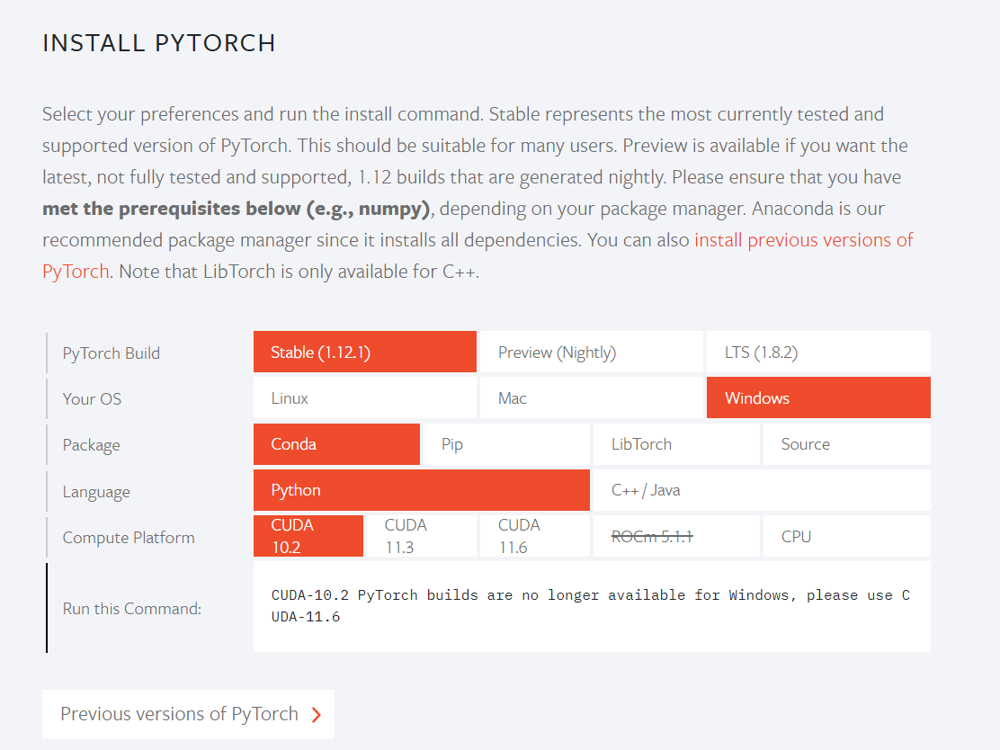 INSTALL PYTORCH
Select your preferences and run the install command. Stable represents the most currently tested and
supported version of PyTorch. This should be suitable for many users. Preview is available if you want the
latest, not fully tested and supported, 1.12 builds that are generated nightly. Please ensure that you have
met the prerequisites below (e.g., numpy), depending on your package manager. Anaconda is our
recommended package manager since it installs all dependencies. You can also install previous versions of
PyTorch. Note that LibTorch is only available for C++.
PyTorch Build
Stable (1.12.1)
Preview (Nightly)
LTS (1.8.2)
Your OS
Linux
Mac
Windows
Package
Conda
Pip
LibTorch
Source
Language
Python
C++ / Java
Compute Platform
CUDA
10.2
CUDA
11.3
CUDA
11.6
ROCm 5.1.1
CPU
Run this Command:
CUDA-10.2 PyTorch builds are no longer available for Windows, please use C
UDA-11.6
Previous versions of PyTorch